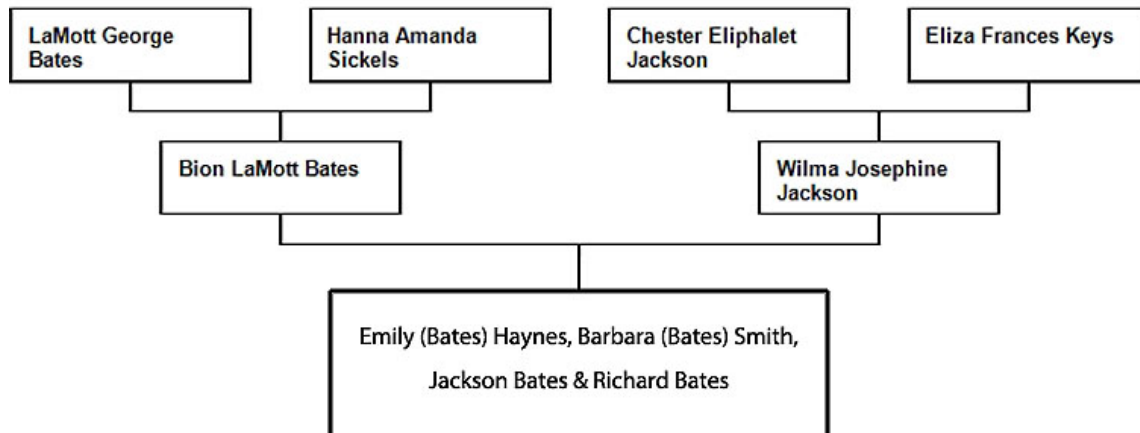 LaMott George
Bates
Hanna Amanda
Sickels
Chester Eliphalet
Jackson
Eliza Frances Keys
Bion LaMott Bates
Wilma Josephine
Jackson
Emily (Bates) Haynes, Barbara (Bates) Smith,
Jackson Bates & Richard Bates